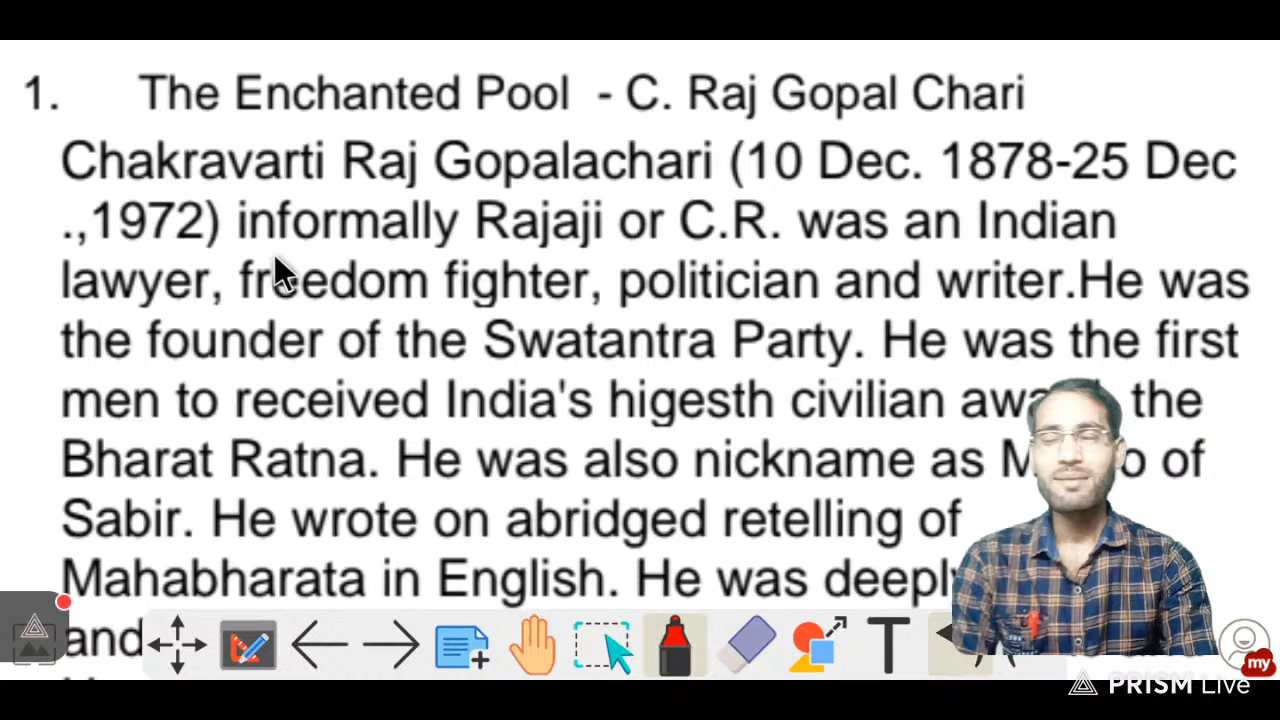 1. The Enchanted Pool - C. Raj Gopal Chari
Chakravarti Raj Gopalachari (10 Dec. 1878-25 Dec
.,1972) informally Rajaji or C.R. was an Indian
lawyer, freedom fighter, politician and writer.He was
the founder of the Swatantra Party. He was the first
men to received India's higesth civilian the
Bharat Ratna. He was also nickname as of
Sabir. He wrote on abridged retelling of
Mahabharata in English. He was deeply
and
T
my
PRISM Live